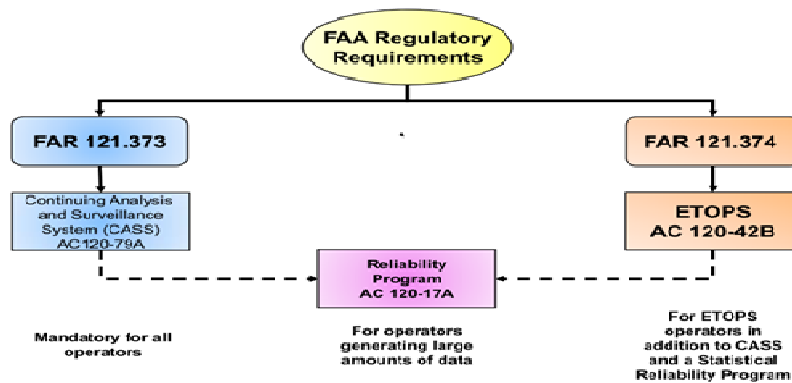 FAA Regulatory
Requirements
FAR 121.373
FAR 121.374
Continuing Analysis
and Surveillance
System (CASS)
AC120-79A
ETOPS
AC 120-42B
Reliability
Program
AC 120-17A
Mandatory for all
operators
For operators
generating large
amounts of data
For ETOPS
operators in
addition to CASS
and a Statistical
Reliability Program